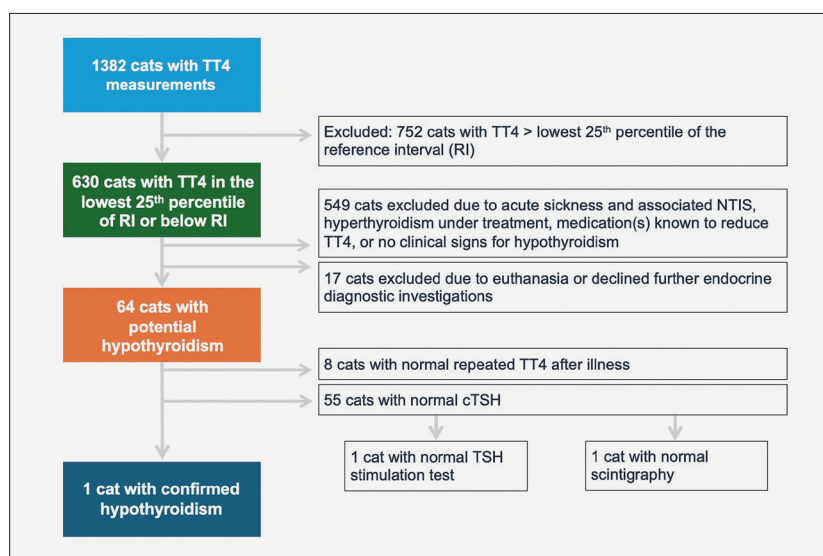 1382 cats with TT4
measurements
Excluded: 752 cats with TT4 > lowest 25th percentile of the
reference interval (RI)
630 cats with TT4 in the
lowest 25th percentile
of RI or below RI
549 cats excluded due to acute sickness and associated NTIS,
hyperthyroidism under treatment, medication(s) known to reduce
TT4, or no clinical signs for hypothyroidism
17 cats excluded due to euthanasia or declined further endocrine
diagnostic investigations
64 cats with
potential
hypothyroidism
8 cats with normal repeated TT4 after illness
55 cats with normal cTSH
1 cat with normal TSH
stimulation test
1 cat with normal
scintigraphy
1 cat with confirmed
hypothyroidism